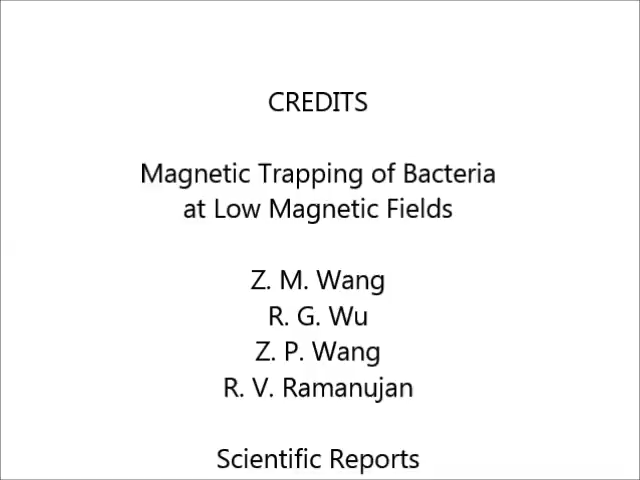 CREDITS
Magnetic Trapping of Bacteria
at Low Magnetic Fields
Z. M. Wang
R. G. Wu
Z. P. Wang
R. V. Ramanujan
Scientific Reports